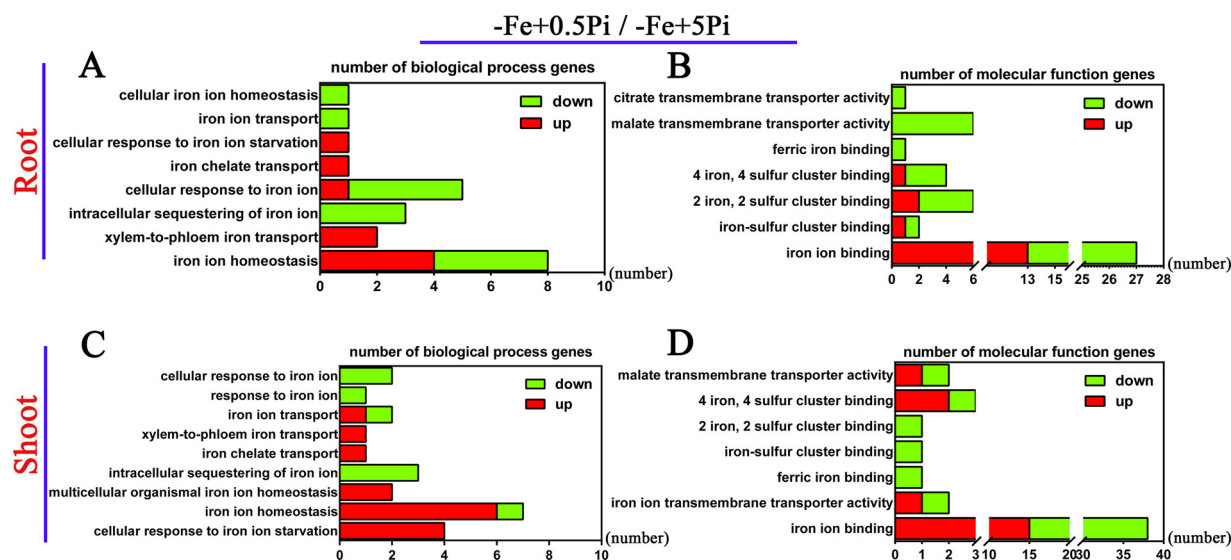 -Fe+0.5Pi / -Fe+5Pi
Root
A
number of biological process genes
cellular iron ion homeostasis
iron ion transport
cellular response to iron ion starvation
iron chelate transport
cellular response to iron ion
intracellular sequestering of iron ion
xylem-to-phloem iron transport
iron ion homeostasis
down
up
0 2 4 6 8 10
(number)
B
number of molecular function genes
citrate transmembrane transporter activity
malate transmembrane transporter activity
ferric iron binding
4 iron, 4 sulfur cluster binding
2 iron, 2 sulfur cluster binding
iron-sulfur cluster binding
iron ion binding
down
up
0 2 4 6 13 15 25 26 27 28
(number)
Shoot
C
number of biological process genes
cellular response to iron ion
response to iron ion
iron ion transport
xylem-to-phloem iron transport
iron chelate transport
intracellular sequestering of iron ion
multicellular organismal iron ion homeostasis
iron ion homeostasis
cellular response to iron ion starvation
down
up
0 2 4 6 8 10
(number)
D
number of molecular function genes
malate transmembrane transporter activity
4 iron, 4 sulfur cluster binding
2 iron, 2 sulfur cluster binding
iron-sulfur cluster binding
ferric iron binding
iron ion transmembrane transporter activity
iron ion binding
down
up
0 1 2 3 10 15 20 30 40
(number)